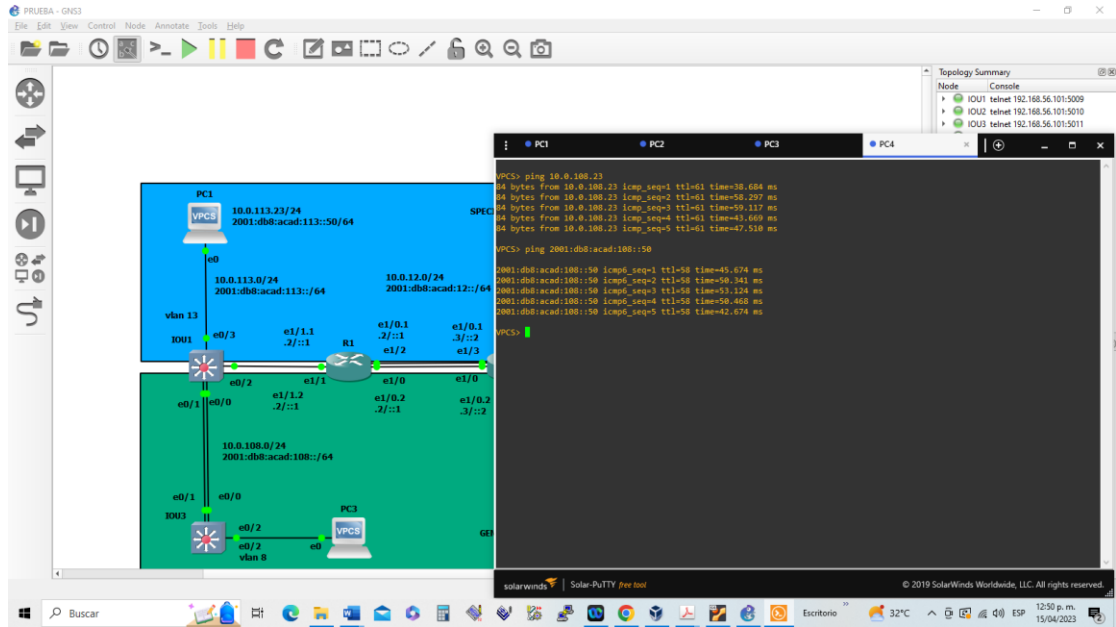 PRUEBA - GNS3
File Edit View Control Node Annotate Tools Help
Topology Summary
Node Console
IOU1 telnet 192.168.56.101:5009
IOU2 telnet 192.168.56.101:5010
IOU3 telnet 192.168.56.101:5011
PC1 PC2 PC3 PC4
VPCS> ping 10.0.108.23
84 bytes from 10.0.108.23 icmp_seq=1 ttl=61 time=38.684 ms
84 bytes from 10.0.108.23 icmp_seq=2 ttl=61 time=58.297 ms
84 bytes from 10.0.108.23 icmp_seq=3 ttl=61 time=59.117 ms
84 bytes from 10.0.108.23 icmp_seq=4 ttl=61 time=43.669 ms
84 bytes from 10.0.108.23 icmp_seq=5 ttl=61 time=47.510 ms
VPCS> ping 2001:db8:acad:108::50
2001:db8:acad:108::50 icmp6_seq=1 ttl=58 time=45.674 ms
2001:db8:acad:108::50 icmp6_seq=2 ttl=58 time=50.341 ms
2001:db8:acad:108::50 icmp6_seq=3 ttl=58 time=53.124 ms
2001:db8:acad:108::50 icmp6_seq=4 ttl=58 time=50.468 ms
2001:db8:acad:108::50 icmp6_seq=5 ttl=58 time=42.674 ms
VPCS>
PC1
VPCS
10.0.113.23/24
2001:db8:acad:113::50/64
SPEC
e0
10.0.113.0/24
2001:db8:acad:113::/64
10.0.12.0/24
2001:db8:acad:12::/64
vlan 13
IOU1
e0/3
e1/1.1
.2/::1
R1
e1/0.1
.2/::1
e1/2
e1/0.1
.3/::2
e1/3
e0/2
e1/1
e1/0
e1/0
e0/1
e0/0
e1/1.2
.2/::1
e1/0.2
.2/::1
e1/0.2
.3/::2
10.0.108.0/24
2001:db8:acad:108::/64
e0/1
e0/0
IOU3
PC3
VPCS
e0/2
e0/2
e0
vlan 8
GE
solarwinds Solar-PuTTY free tool
© 2019 SolarWinds Worldwide, LLC. All rights reserved.
Buscar
Escritorio
32°C
ESP
12:50 p. m.
15/04/2023